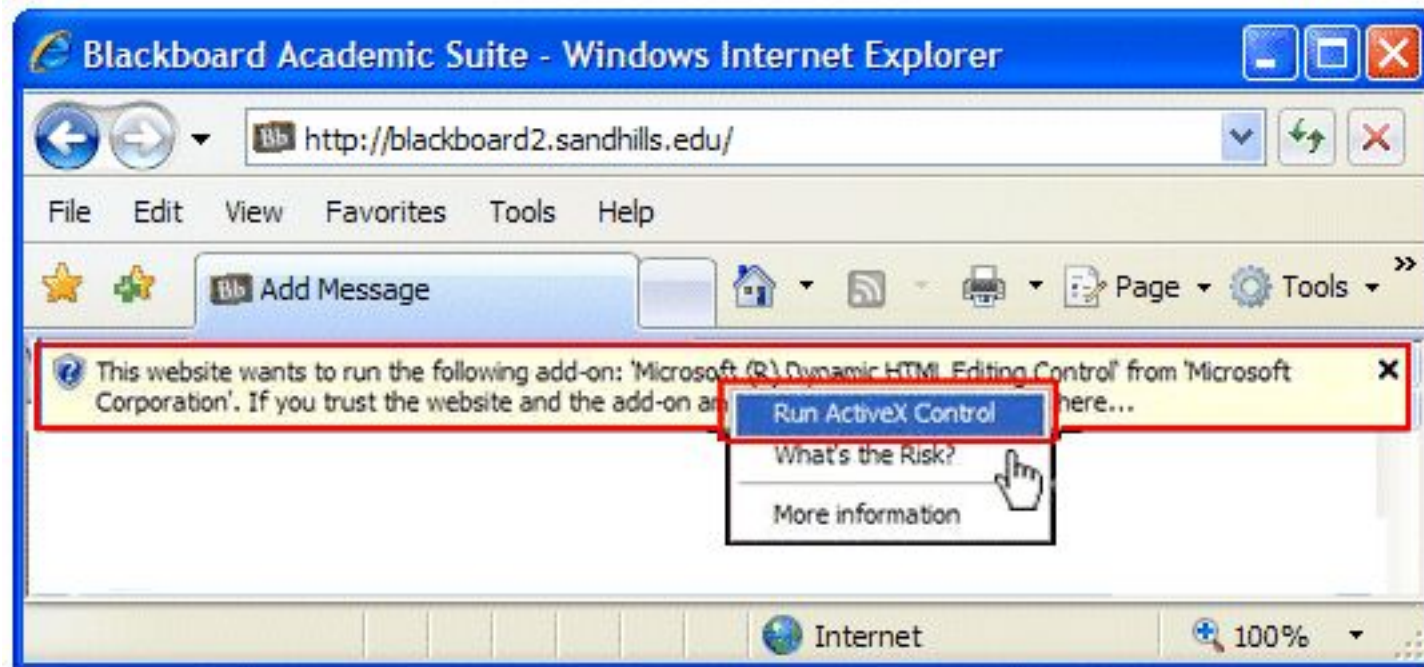 Blackboard Academic Suite - Windows Internet Explorer
Bb http://blackboard2.sandhills.edu/
File Edit View Favorites Tools Help
Bb Add Message Page Tools »
This website wants to run the following add-on: 'Microsoft (R) Dynamic HTML Editing Control' from 'Microsoft
Corporation'. If you trust the website and the add-on an here...
Run ActiveX Control
What's the Risk?
More information
Internet 100%